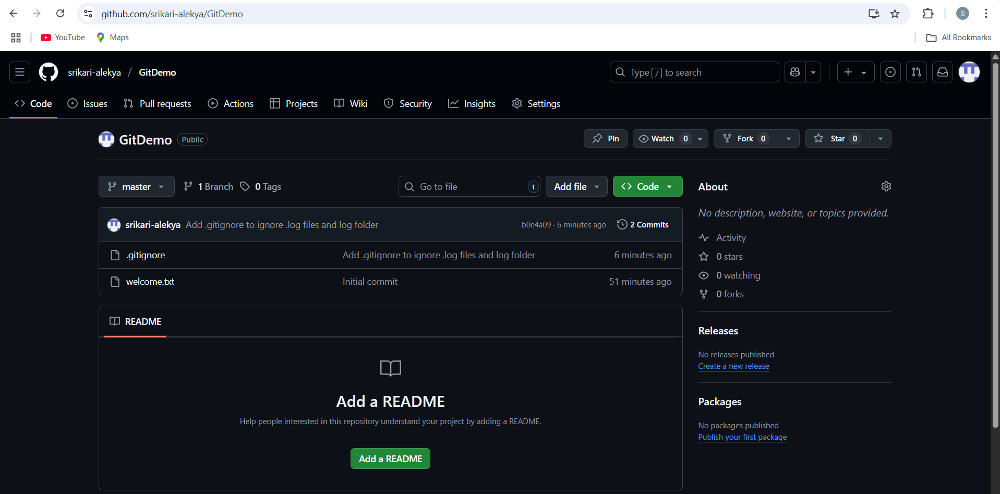 github.com/srikari-alekya/GitDemo
S
YouTube
Maps
All Bookmarks
srikari-alekya / GitDemo
Type / to search
Code
Issues
Pull requests
Actions
Projects
Wiki
Security
Insights
Settings
GitDemo
Public
Pin
Watch 0
Fork 0
Star 0
master
1 Branch
0 Tags
Go to file
t
Add file
Code
srikari-alekya Add .gitignore to ignore .log files and log folder
b0e4a09 · 6 minutes ago
2 Commits
.gitignore
Add .gitignore to ignore .log files and log folder
6 minutes ago
welcome.txt
Initial commit
51 minutes ago
README
Add a README
Help people interested in this repository understand your project by adding a README.
Add a README
About
No description, website, or topics provided.
Activity
0 stars
0 watching
0 forks
Releases
No releases published
Create a new release
Packages
No packages published
Publish your first package